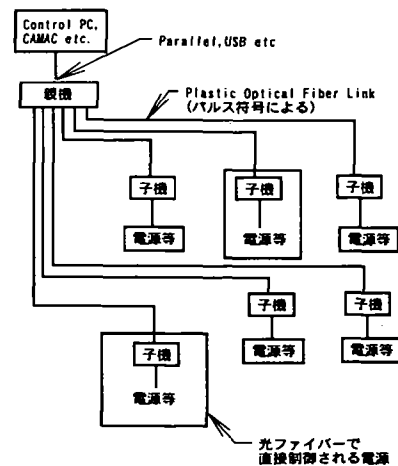 Control PC,
CAMAC etc.
Parallel,USB etc
親機
Plastic Optical Fiber Link
(パルス符号による)
子機
子機
子機
電源等
電源等
電源等
子機
子機
電源等
電源等
子機
電源等
光ファイバーで
直接制御される電源